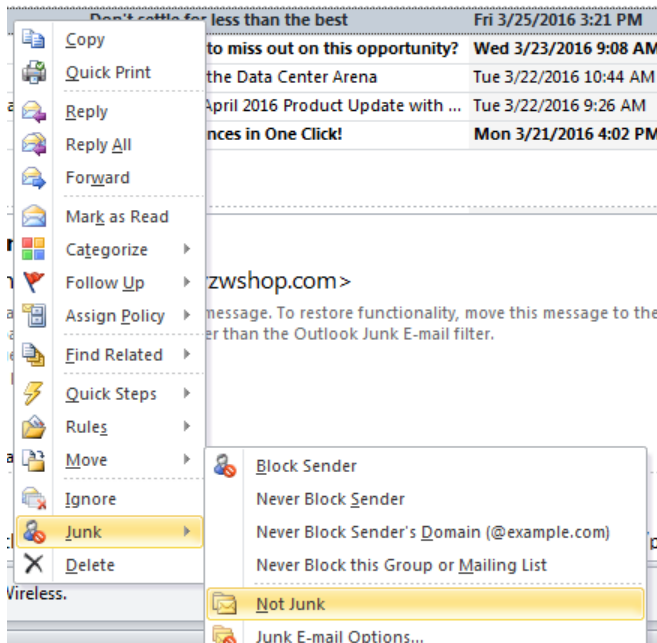 Don't settle for less than the best Fri 3/25/2016 3:21 PM
to miss out on this opportunity? Wed 3/23/2016 9:08 AM
the Data Center Arena Tue 3/22/2016 10:44 AM
April 2016 Product Update with ... Tue 3/22/2016 9:26 AM
nces in One Click! Mon 3/21/2016 4:02 PM
Copy
Quick Print
Reply
Reply All
Forward
Mark as Read
Categorize
Follow Up
Assign Policy
Find Related
Quick Steps
Rules
Move
Ignore
Junk
Delete
zwshop.com>
message. To restore functionality, move this message to the
er than the Outlook Junk E-mail filter.
Block Sender
Never Block Sender
Never Block Sender's Domain (@example.com)
Never Block this Group or Mailing List
Not Junk
Junk E-mail Options...
Wireless.